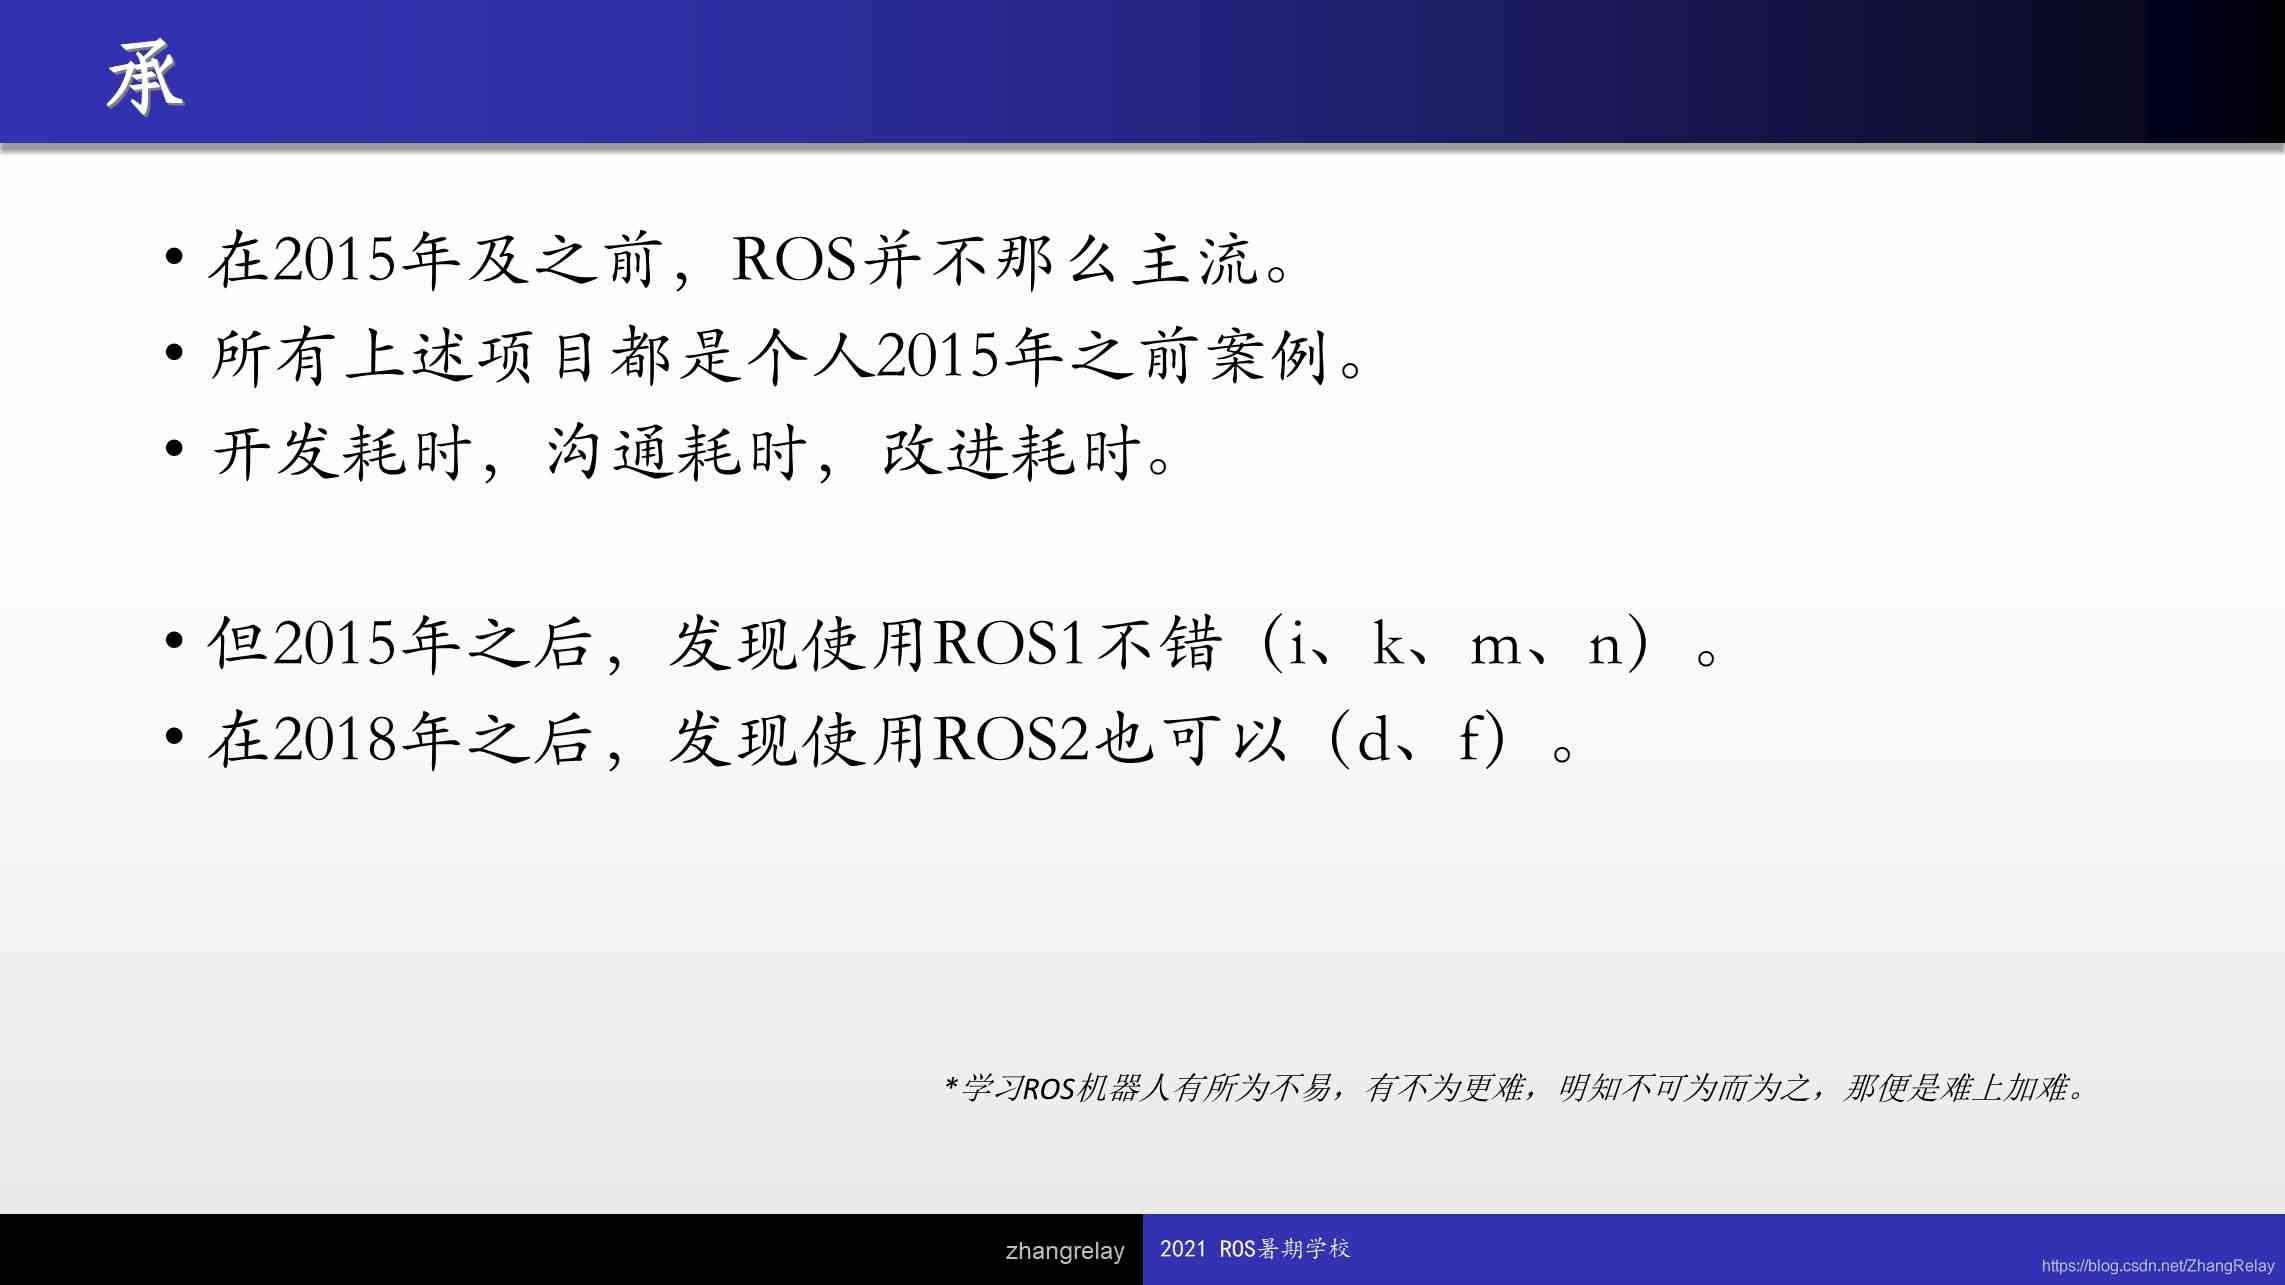 承
• 在2015年及之前，ROS并不那么主流。
• 所有上述项目都是个人2015年之前案例。
• 开发耗时，沟通耗时，改进耗时。
• 但2015年之后，发现使用ROS1不错（i、k、m、n）。
• 在2018年之后，发现使用ROS2也可以（d、f）。
*学习ROS机器人有所为不易，有不为更难，明知不可为而为之，那便是难上加难。
zhangrelay
2021 ROS暑期学校
https://blog.csdn.net/ZhangRelay